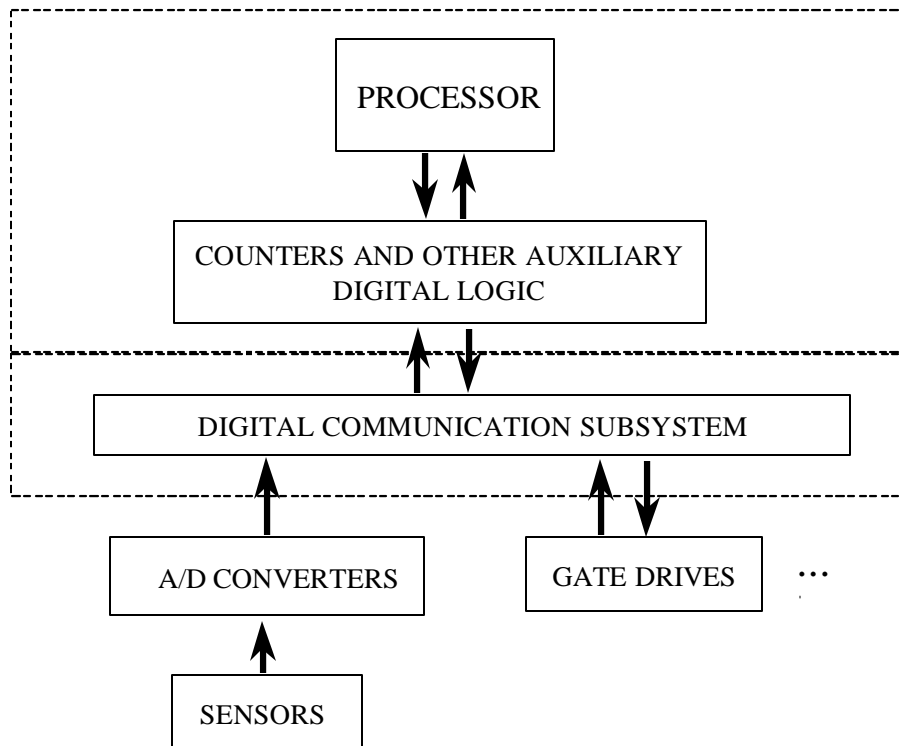 PROCESSOR
COUNTERS AND OTHER AUXILIARY
DIGITAL LOGIC
DIGITAL COMMUNICATION SUBSYSTEM
A/D CONVERTERS
GATE DRIVES ...
SENSORS